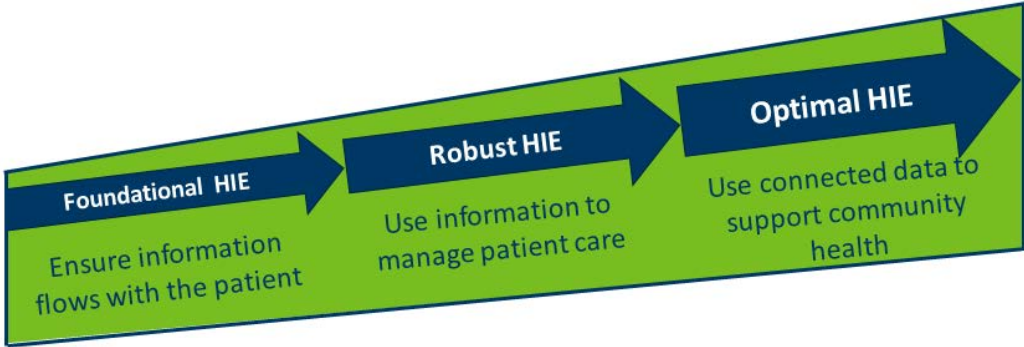 Foundational HIE
Ensure information
flows with the patient
Robust HIE
Use information to
manage patient care
Optimal HIE
Use connected data to
support community
health